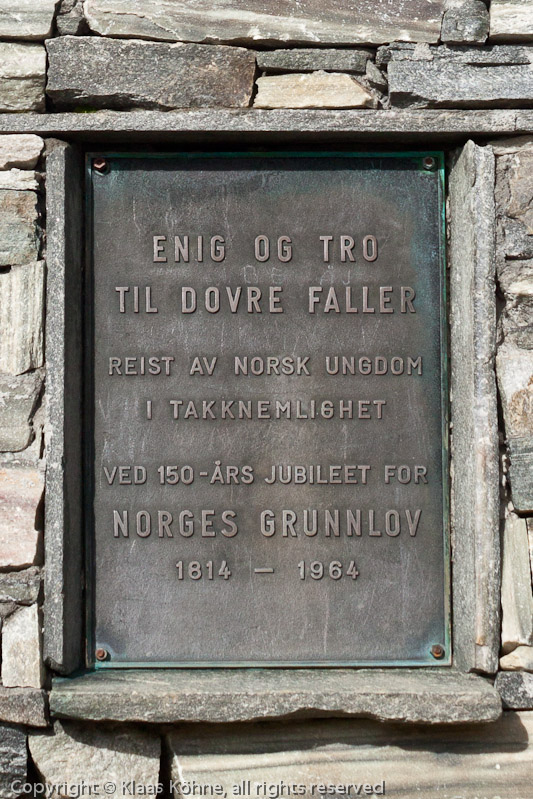 ENIG OG TRO
TIL DOVRE FALLER
REIST AV NORSK UNGDOM
I TAKKNEMLIGHET
VED 150-ÅRS JUBILEET FOR
NORGES GRUNNLOV
1814 — 1964
Copyright © Klaas Köhne, all rights reserved